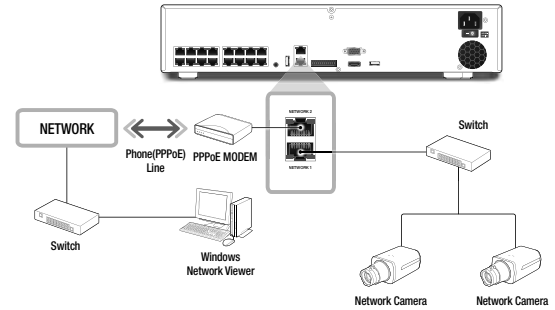 NETWORK 2
NETWORK
Switch
Phone(PPPoE)
Line
PPPoE MODEM
NETWORK 1
Switch
Windows
Network Viewer
Network Camera
Network Camera